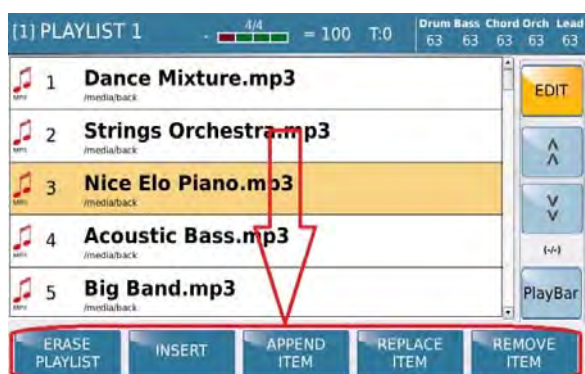 [1] PLAYLIST 1
4/4
= 100
T:0
Drum Bass Chord Orch Lead
63 63 63 63 63
1 Dance Mixture.mp3
/media/back
2 Strings Orchestra.mp3
/media/back
3 Nice Elo Piano.mp3
/media/back
4 Acoustic Bass.mp3
/media/back
5 Big Band.mp3
/media/back
EDIT
(-/-)
PlayBar
ERASE
PLAYLIST
INSERT
APPEND
ITEM
REPLACE
ITEM
REMOVE
ITEM